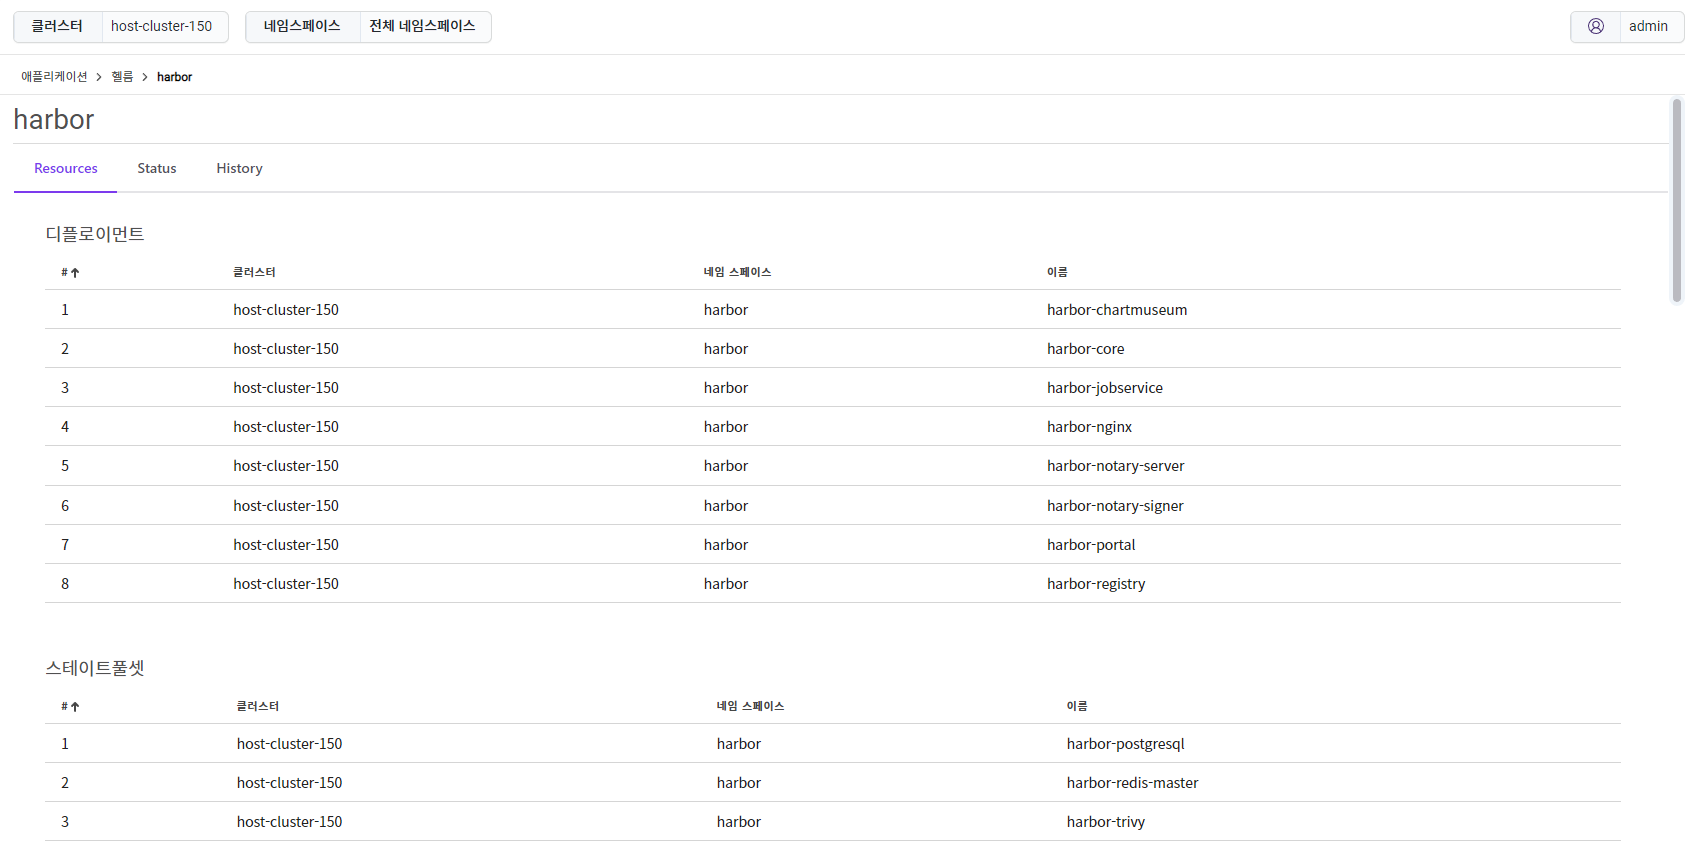 클러스터 host-cluster-150 네임스페이스 전체 네임스페이스 admin
애플리케이션 > 헬름 > harbor
harbor
Resources Status History
디플로이먼트
# ↑ 클러스터 네임 스페이스 이름
1 host-cluster-150 harbor harbor-chartmuseum
2 host-cluster-150 harbor harbor-core
3 host-cluster-150 harbor harbor-jobservice
4 host-cluster-150 harbor harbor-nginx
5 host-cluster-150 harbor harbor-notary-server
6 host-cluster-150 harbor harbor-notary-signer
7 host-cluster-150 harbor harbor-portal
8 host-cluster-150 harbor harbor-registry
스테이트풀셋
# ↑ 클러스터 네임 스페이스 이름
1 host-cluster-150 harbor harbor-postgresql
2 host-cluster-150 harbor harbor-redis-master
3 host-cluster-150 harbor harbor-trivy